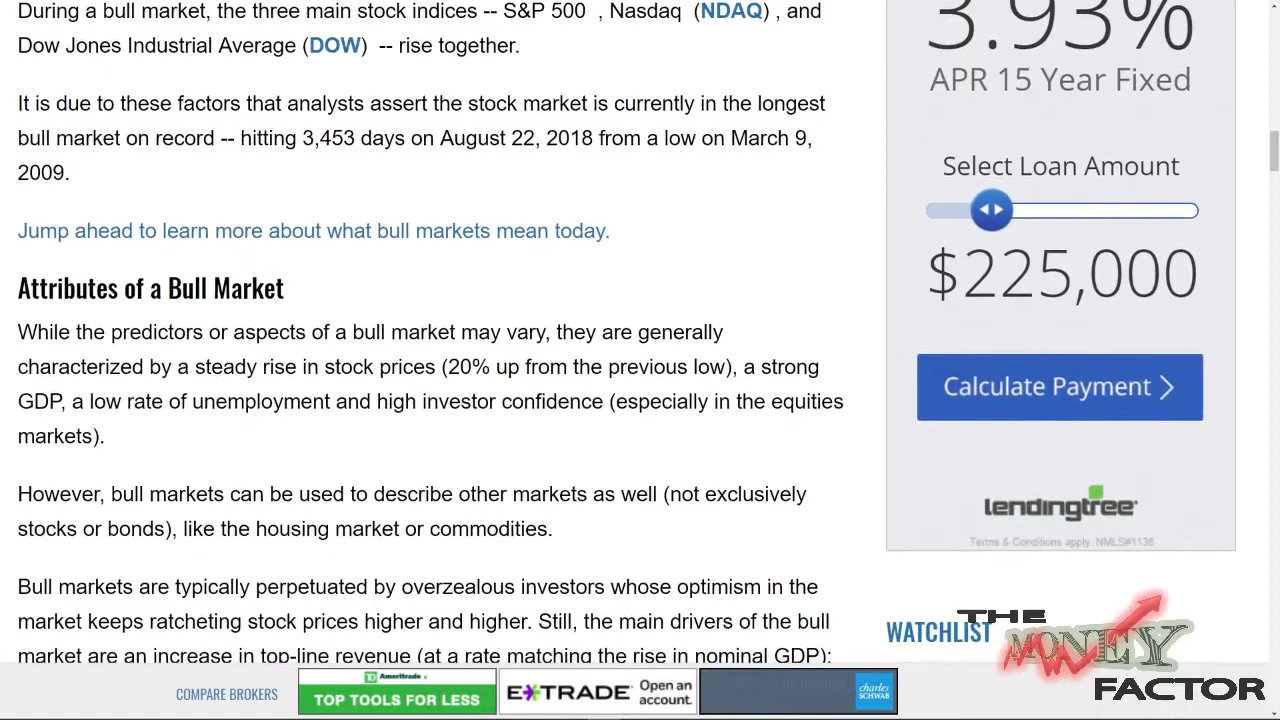 During a bull market, the three main stock indices -- S&P 500 , Nasdaq (NDAQ) , and
Dow Jones Industrial Average (DOW) -- rise together.
It is due to these factors that analysts assert the stock market is currently in the longest
bull market on record -- hitting 3,453 days on August 22, 2018 from a low on March 9,
2009.
Jump ahead to learn more about what bull markets mean today.
Attributes of a Bull Market
While the predictors or aspects of a bull market may vary, they are generally
characterized by a steady rise in stock prices (20% up from the previous low), a strong
GDP, a low rate of unemployment and high investor confidence (especially in the equities
markets).
However, bull markets can be used to describe other markets as well (not exclusively
stocks or bonds), like the housing market or commodities.
Bull markets are typically perpetuated by overzealous investors whose optimism in the
market keeps ratcheting stock prices higher and higher. Still, the main drivers of the bull
market are an increase in top-line revenue (at a rate matching the rise in nominal GDP);
3.93%
APR 15 Year Fixed
Select Loan Amount
$225,000
Calculate Payment
lendingtree
Terms & Conditions apply. NMLS#1136
WATCHLIST
THE
MONEY
FACTOR
COMPARE BROKERS
TD Ameritrade
TOP TOOLS FOR LESS
E*TRADE
Open an
account.
charles
SCHWAB